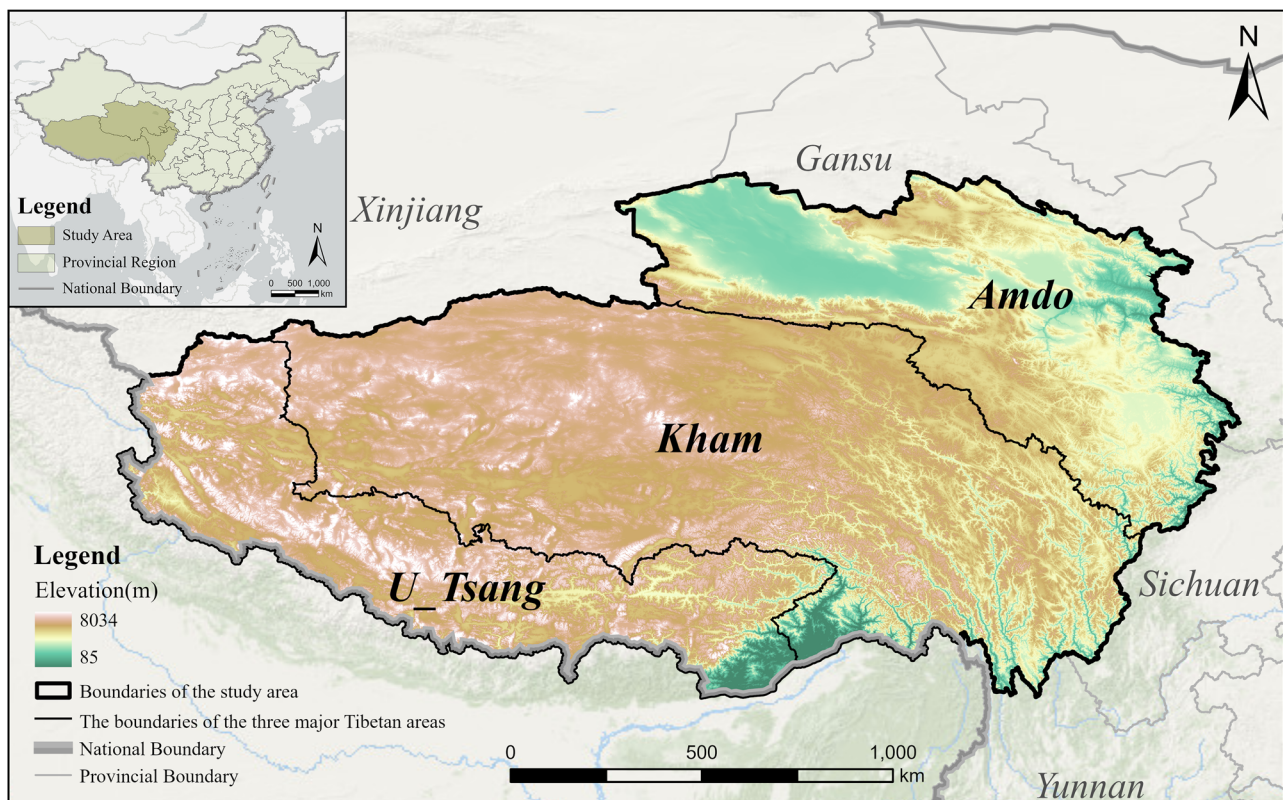 Legend
Study Area
Provincial Region
National Boundary
N
0 500 1,000
km
N
Gansu
Xinjiang
Amdo
Kham
U_Tsang
Sichuan
Yunnan
Legend
Elevation(m)
8034
85
Boundaries of the study area
The boundaries of the three major Tibetan areas
National Boundary
Provincial Boundary
0 500 1,000
km